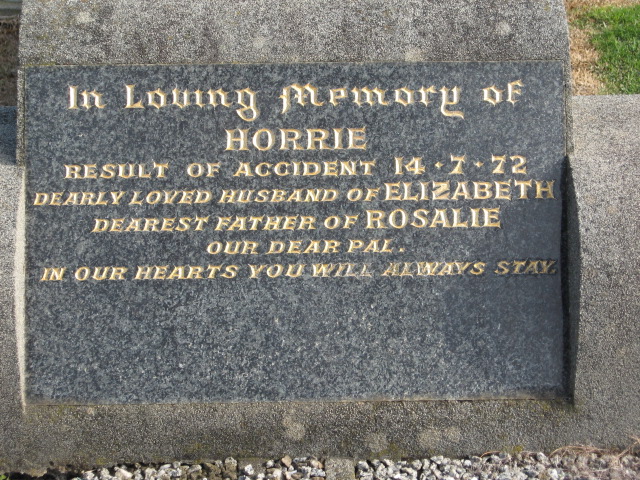 In Loving Memory of
HORRIE
RESULT OF ACCIDENT 14·7·72
DEARLY LOVED HUSBAND OF ELIZABETH
DEAREST FATHER OF ROSALIE
OUR DEAR PAL.
IN OUR HEARTS YOU WILL ALWAYS STAY.